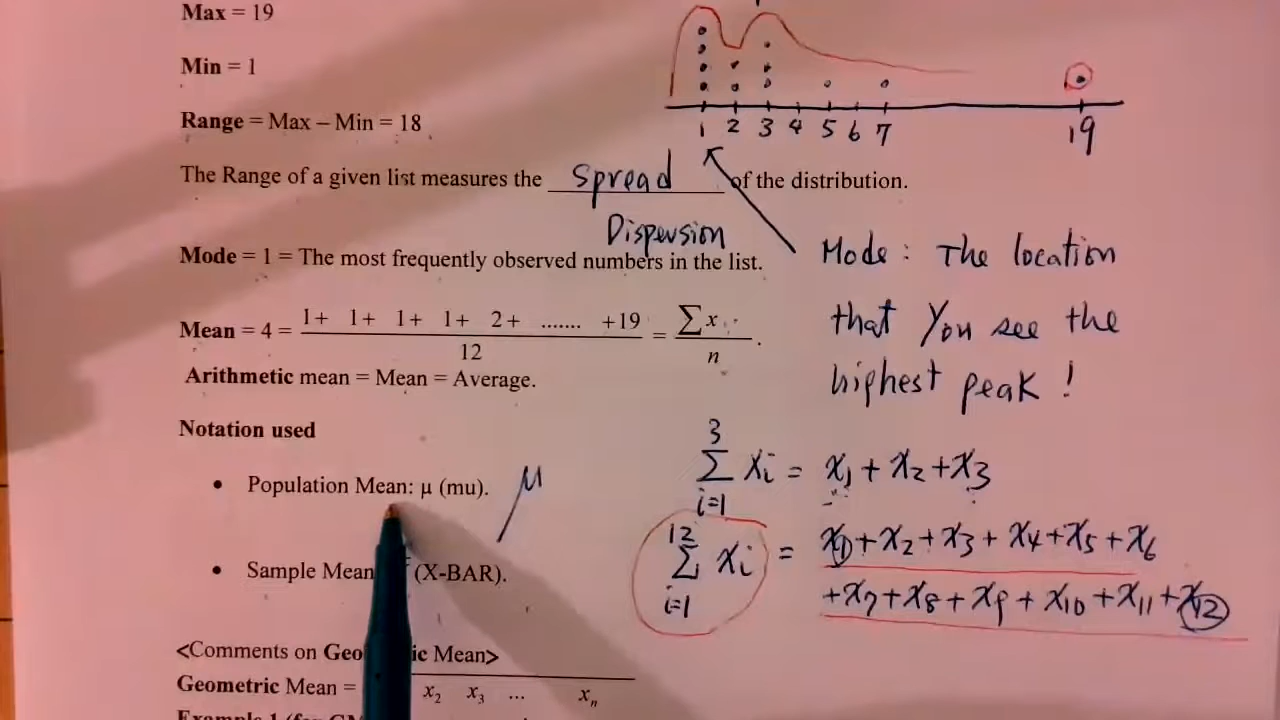 Max = 19
Min = 1
1 2 3 4 5 6 7 19
Range = Max – Min = 18
The Range of a given list measures the Spread of the distribution.
Dispersion
Mode = 1 = The most frequently observed numbers in the list.
Mode : The location
that You see the
highest peak !
Mean = 4 = 1+ 1+ 1+ 1+ 2+ ....... +19 = ∑x .
12 n
Arithmetic mean = Mean = Average.
Notation used
• Population Mean: μ (mu). μ
• Sample Mean (X-BAR).
3
∑ xi = x1 + x2 + x3
i=1
12
∑ xi = x1 + x2 + x3 + x4 + x5 + x6
i=1
+ x7 + x8 + x9 + x10 + x11 + x12
<Comments on Geo ic Mean>
Geometric Mean = x2 x3 ... xn
Example 1 (for GM